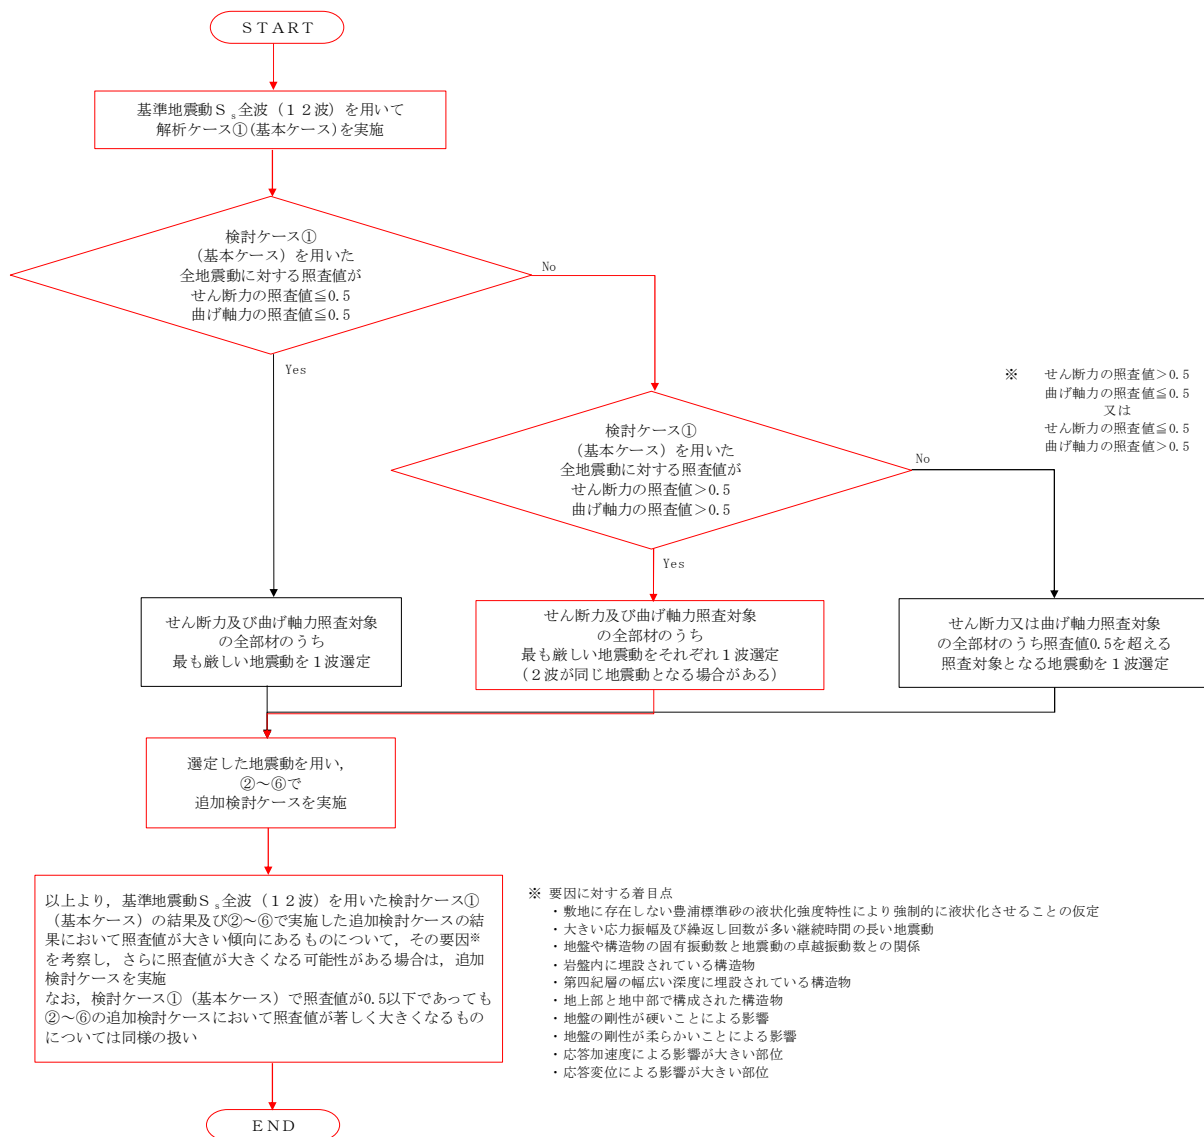 ＳＴＡＲＴ
基準地震動Ｓs全波（１２波）を用いて
解析ケース①(基本ケース)を実施
検討ケース①
（基本ケース）を用いた
全地震動に対する照査値が
せん断力の照査値≦0.5
曲げ軸力の照査値≦0.5
No
Yes
※　せん断力の照査値＞0.5
曲げ軸力の照査値≦0.5
又は
せん断力の照査値≦0.5
曲げ軸力の照査値＞0.5
検討ケース①
（基本ケース）を用いた
全地震動に対する照査値が
せん断力の照査値＞0.5
曲げ軸力の照査値＞0.5
No
Yes
せん断力及び曲げ軸力照査対象
の全部材のうち
最も厳しい地震動を１波選定
せん断力及び曲げ軸力照査対象
の全部材のうち
最も厳しい地震動をそれぞれ１波選定
（２波が同じ地震動となる場合がある）
せん断力又は曲げ軸力照査対象
の全部材のうち照査値0.5を超える
照査対象となる地震動を１波選定
選定した地震動を用い，
②～⑥で
追加検討ケースを実施
以上より，基準地震動Ｓs全波（１２波）を用いた検討ケース①
（基本ケース）の結果及び②～⑥で実施した追加検討ケースの結
果において照査値が大きい傾向にあるものについて，その要因※
を考察し，さらに照査値が大きくなる可能性がある場合は，追加
検討ケースを実施
なお，検討ケース①（基本ケース）で照査値が0.5以下であっても
②～⑥の追加検討ケースにおいて照査値が著しく大きくなるもの
については同様の扱い
※ 要因に対する着目点
・敷地に存在しない豊浦標準砂の液状化強度特性により強制的に液状化させることの仮定
・大きい応力振幅及び繰返し回数が多い継続時間の長い地震動
・地盤や構造物の固有振動数と地震動の卓越振動数との関係
・岩盤内に埋設されている構造物
・第四紀層の幅広い深度に埋設されている構造物
・地上部と地中部で構成された構造物
・地盤の剛性が硬いことによる影響
・地盤の剛性が柔らかいことによる影響
・応答加速度による影響が大きい部位
・応答変位による影響が大きい部位
ＥＮＤ